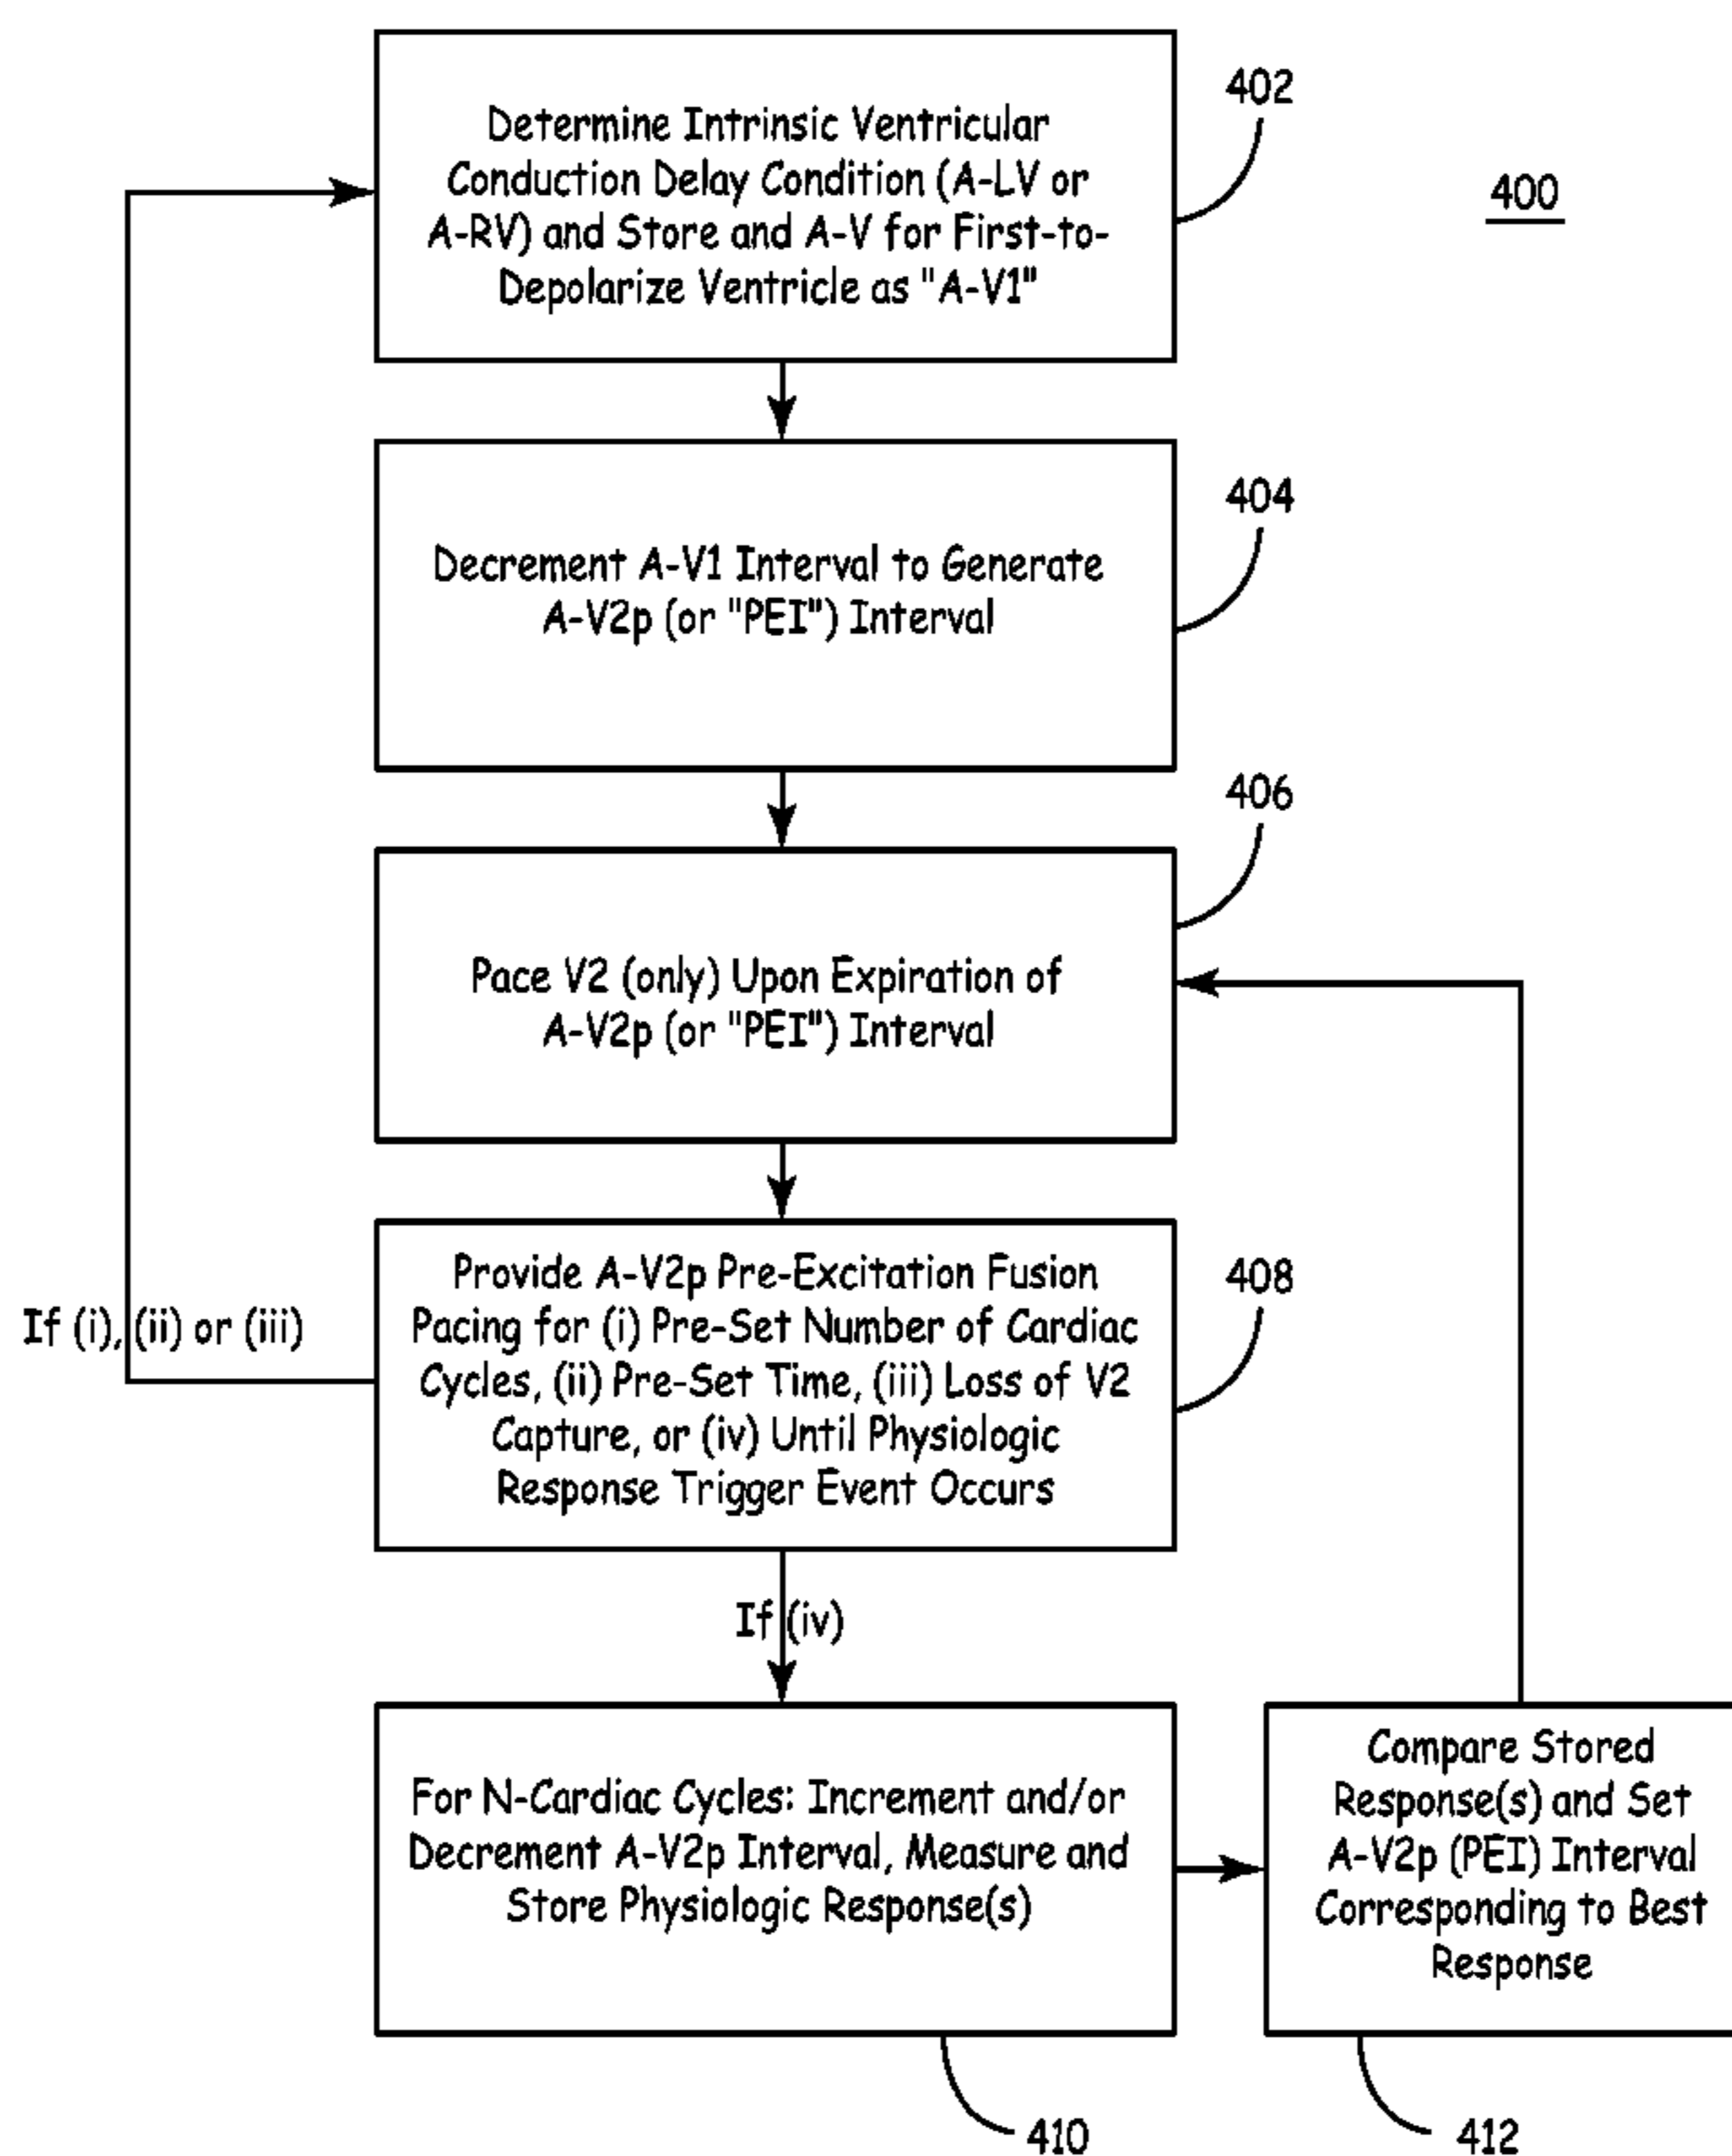 402
Determine Intrinsic Ventricular
Conduction Delay Condition (A-LV or
A-RV) and Store and A-V for First-to-
Depolarize Ventricle as "A-V1"
400
404
Decrement A-V1 Interval to Generate
A-V2p (or "PEI") Interval
406
Pace V2 (only) Upon Expiration of
A-V2p (or "PEI") Interval
408
Provide A-V2p Pre-Excitation Fusion
Pacing for (i) Pre-Set Number of Cardiac
Cycles, (ii) Pre-Set Time, (iii) Loss of V2
Capture, or (iv) Until Physiologic
Response Trigger Event Occurs
If (i), (ii) or (iii)
If (iv)
For N-Cardiac Cycles: Increment and/or
Decrement A-V2p Interval, Measure and
Store Physiologic Response(s)
410
Compare Stored
Response(s) and Set
A-V2p (PEI) Interval
Corresponding to Best
Response
412